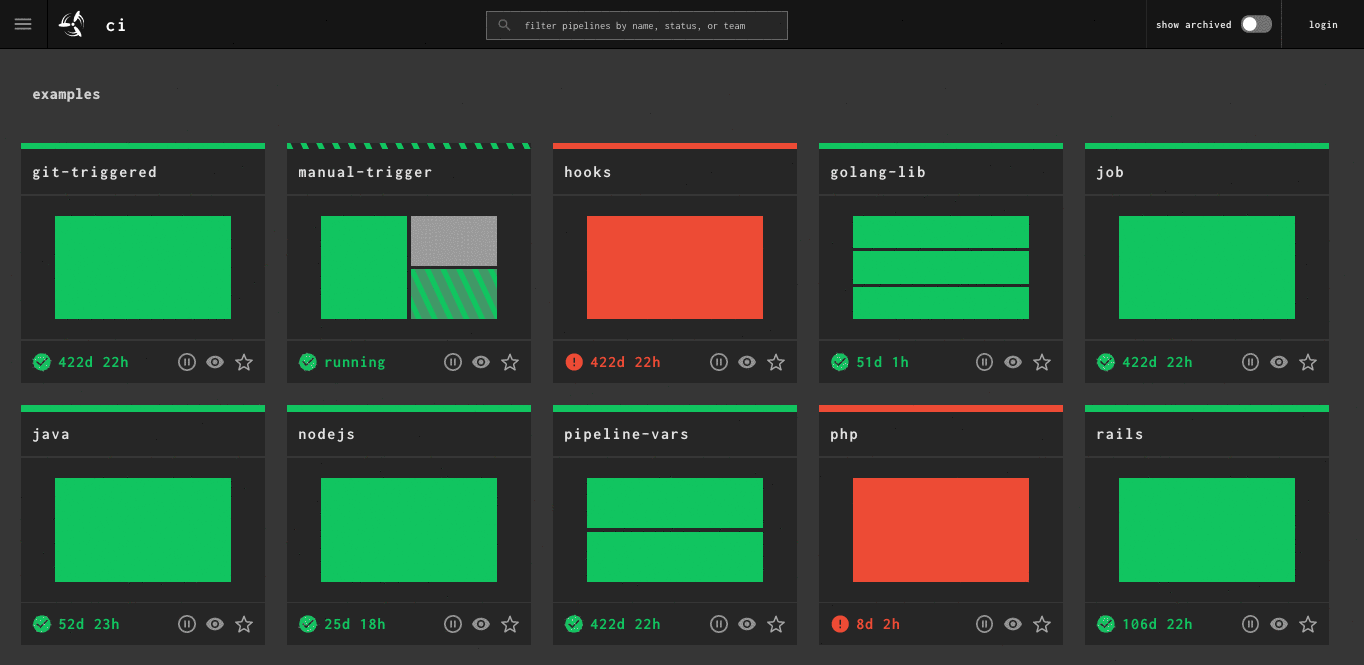 ci
filter pipelines by name, status, or team
show archived
login
examples
git-triggered
manual-trigger
hooks
golang-lib
job
422d 22h
running
422d 22h
51d 1h
422d 22h
java
nodejs
pipeline-vars
php
rails
52d 23h
25d 18h
422d 22h
8d 2h
106d 22h